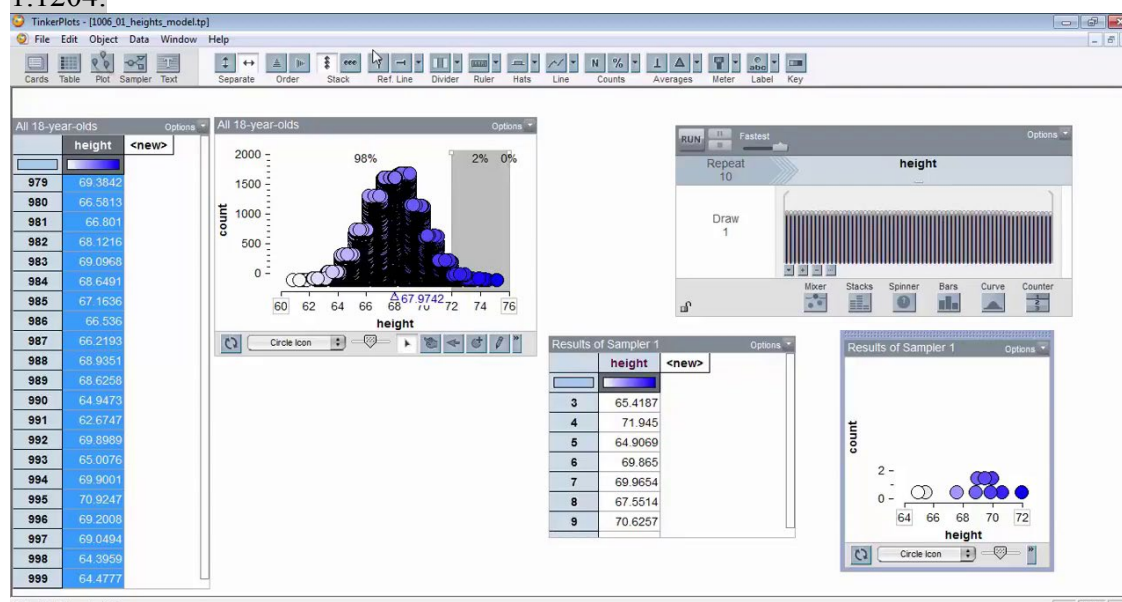 1.1204.
TinkerPlots - [1006_01_heights_model.tp]
File Edit Object Data Window Help
Cards Table Plot Sampler Text Separate Order Stack Ref. Line Divider Ruler Hats Line Counts Averages Meter Label Key
All 18-year-olds Options
height <new>
979 69.3842
980 66.5813
981 66.801
982 68.1216
983 69.0968
984 68.6491
985 67.1636
986 66.536
987 66.2193
988 68.9351
989 68.6258
990 64.9473
991 62.6747
992 69.8989
993 65.0076
994 69.9001
995 70.9247
996 69.2008
997 69.0494
998 64.3959
999 64.4777
All 18-year-olds Options
98% 2% 0%
2000
1500
1000
500
0
count
67.9742
60 62 64 66 68 70 72 74 76
height
Circle Icon
RUN Fastest Options
Repeat
10
height
Draw
1
Mixer Stacks Spinner Bars Curve Counter
Results of Sampler 1 Options
height <new>
3 65.4187
4 71.945
5 64.9069
6 69.865
7 69.9654
8 67.5514
9 70.6257
Results of Sampler 1 Options
count
2
0
64 66 68 70 72
height
Circle Icon